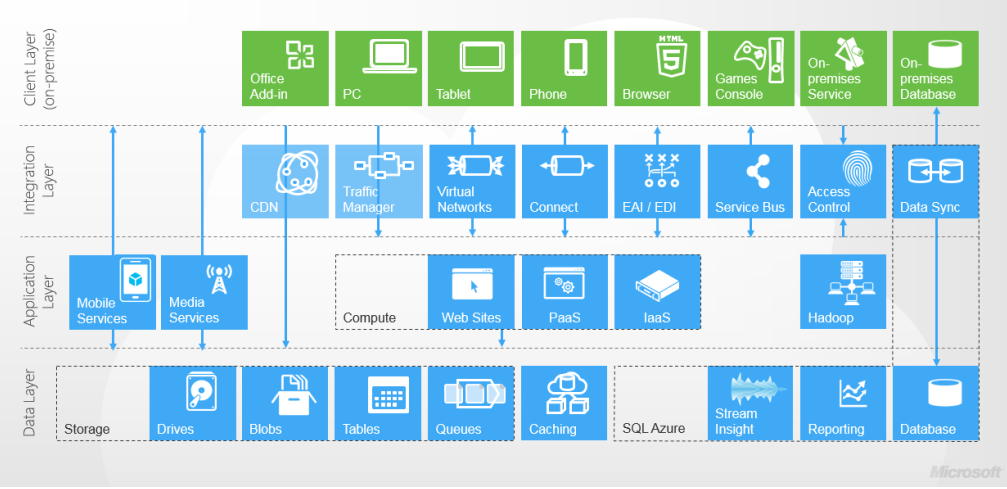 Client Layer
(on-premise)
Office
Add-in
PC
Tablet
Phone
HTML
Browser
Games
Console
On-
premises
Service
On-
premises
Database
Integration
Layer
CDN
Traffic
Manager
Virtual
Networks
Connect
EAI / EDI
Service Bus
Access
Control
Data Sync
Application
Layer
Mobile
Services
Media
Services
Compute
Web Sites
PaaS
IaaS
Hadoop
Data Layer
Storage
Drives
Blobs
Tables
Queues
Caching
SQL Azure
Stream
Insight
Reporting
Database
Microsoft